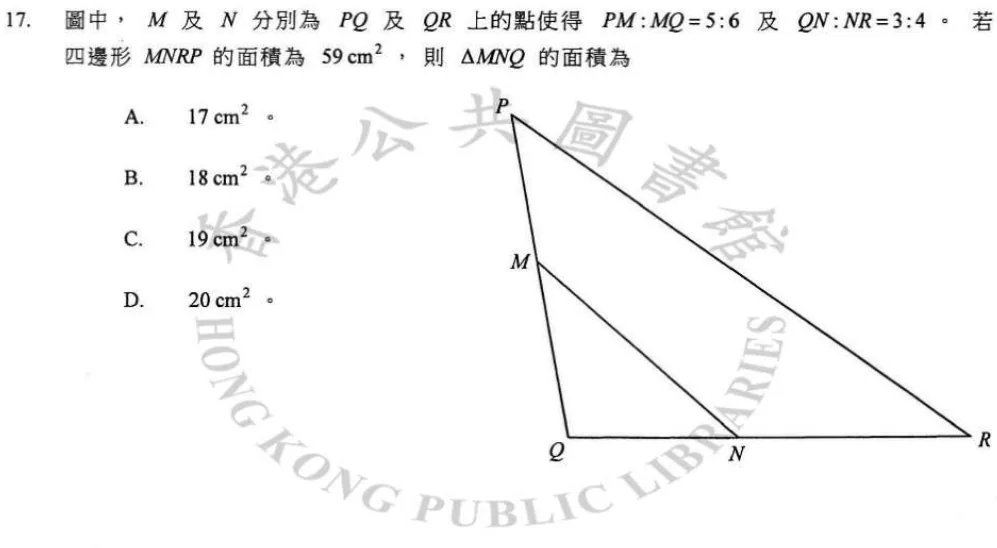 17. 圖中，M 及 N 分別為 PQ 及 QR 上的點使得 PM : MQ = 5 : 6 及 QN : NR = 3 : 4 。若
四邊形 MNRP 的面積為 59 cm²，則 ΔMNQ 的面積為
A. 17 cm² 。
B. 18 cm² 。
C. 19 cm² 。
D. 20 cm² 。
P
M
Q
N
R
香港公共圖書館
HONG KONG PUBLIC LIBRARIES